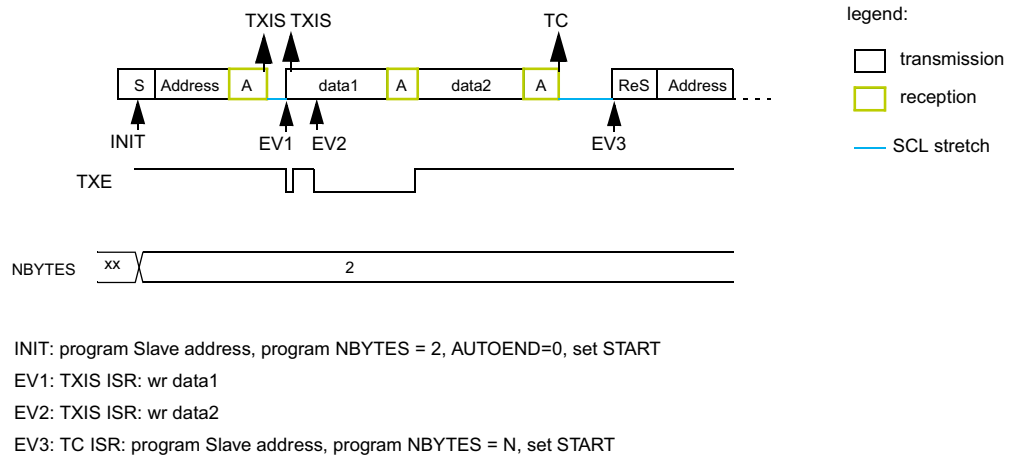 TXIS TXIS TC
legend:
transmission
reception
SCL stretch
S Address A data1 A data2 A ReS Address
INIT EV1 EV2 EV3
TXE
NBYTES xx 2
INIT: program Slave address, program NBYTES = 2, AUTOEND=0, set START
EV1: TXIS ISR: wr data1
EV2: TXIS ISR: wr data2
EV3: TC ISR: program Slave address, program NBYTES = N, set START